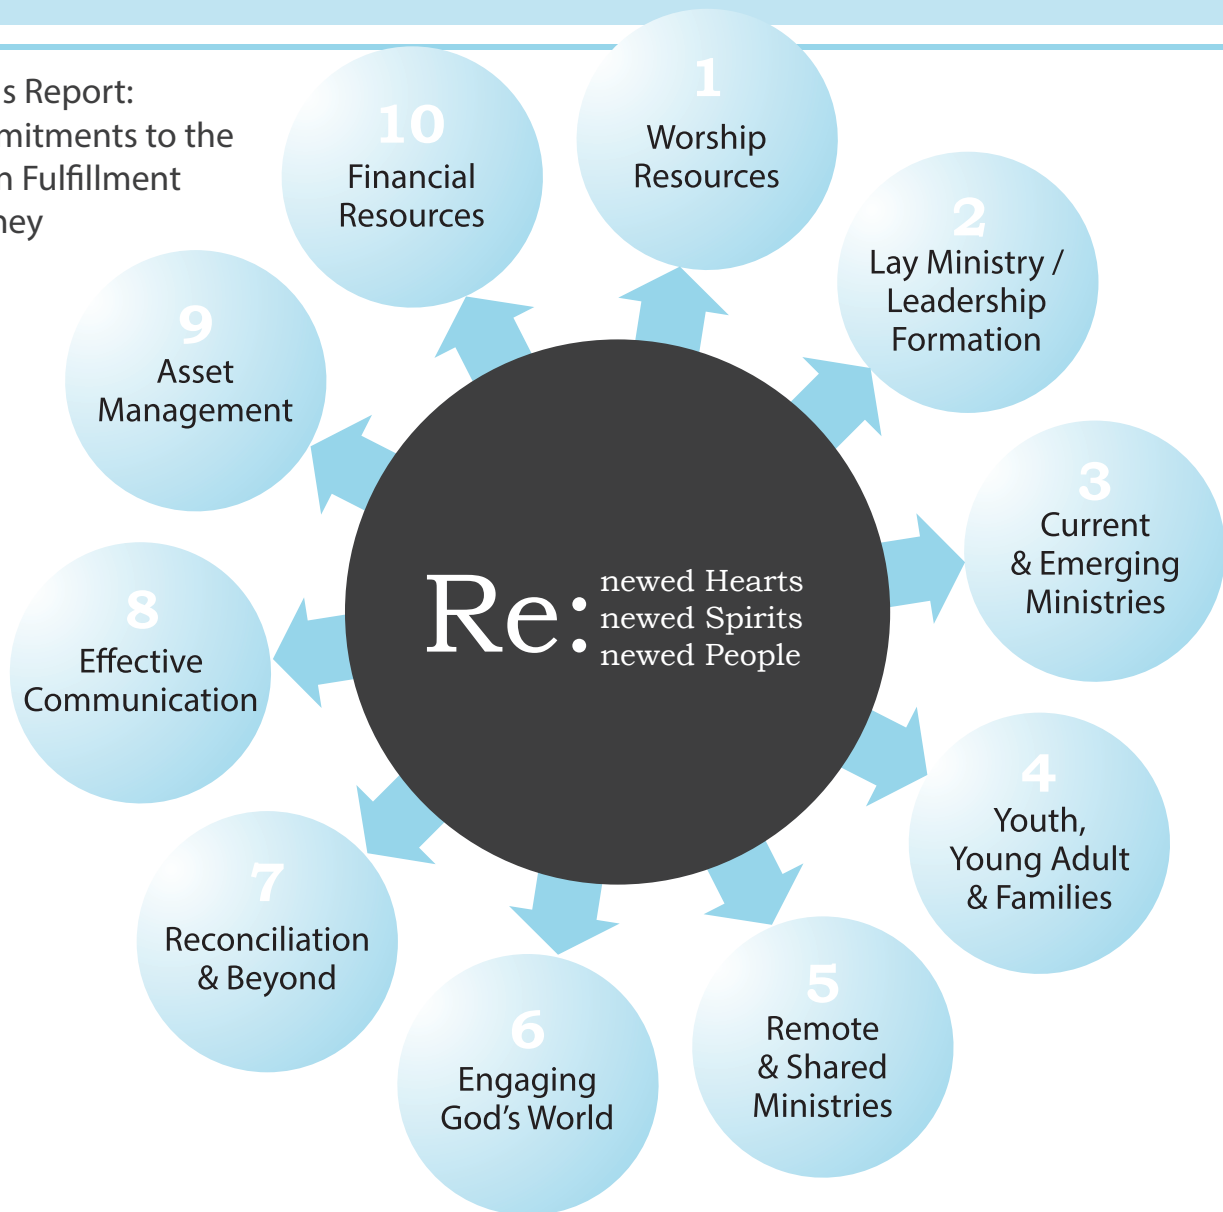 s Report:
mitments to the
n Fulfillment
ney
1
Worship
Resources
2
Lay Ministry /
Leadership
Formation
3
Current
& Emerging
Ministries
4
Youth,
Young Adult
& Families
5
Remote
& Shared
Ministries
6
Engaging
God's World
7
Reconciliation
& Beyond
8
Effective
Communication
9
Asset
Management
10
Financial
Resources
Re:
newed Hearts
newed Spirits
newed People